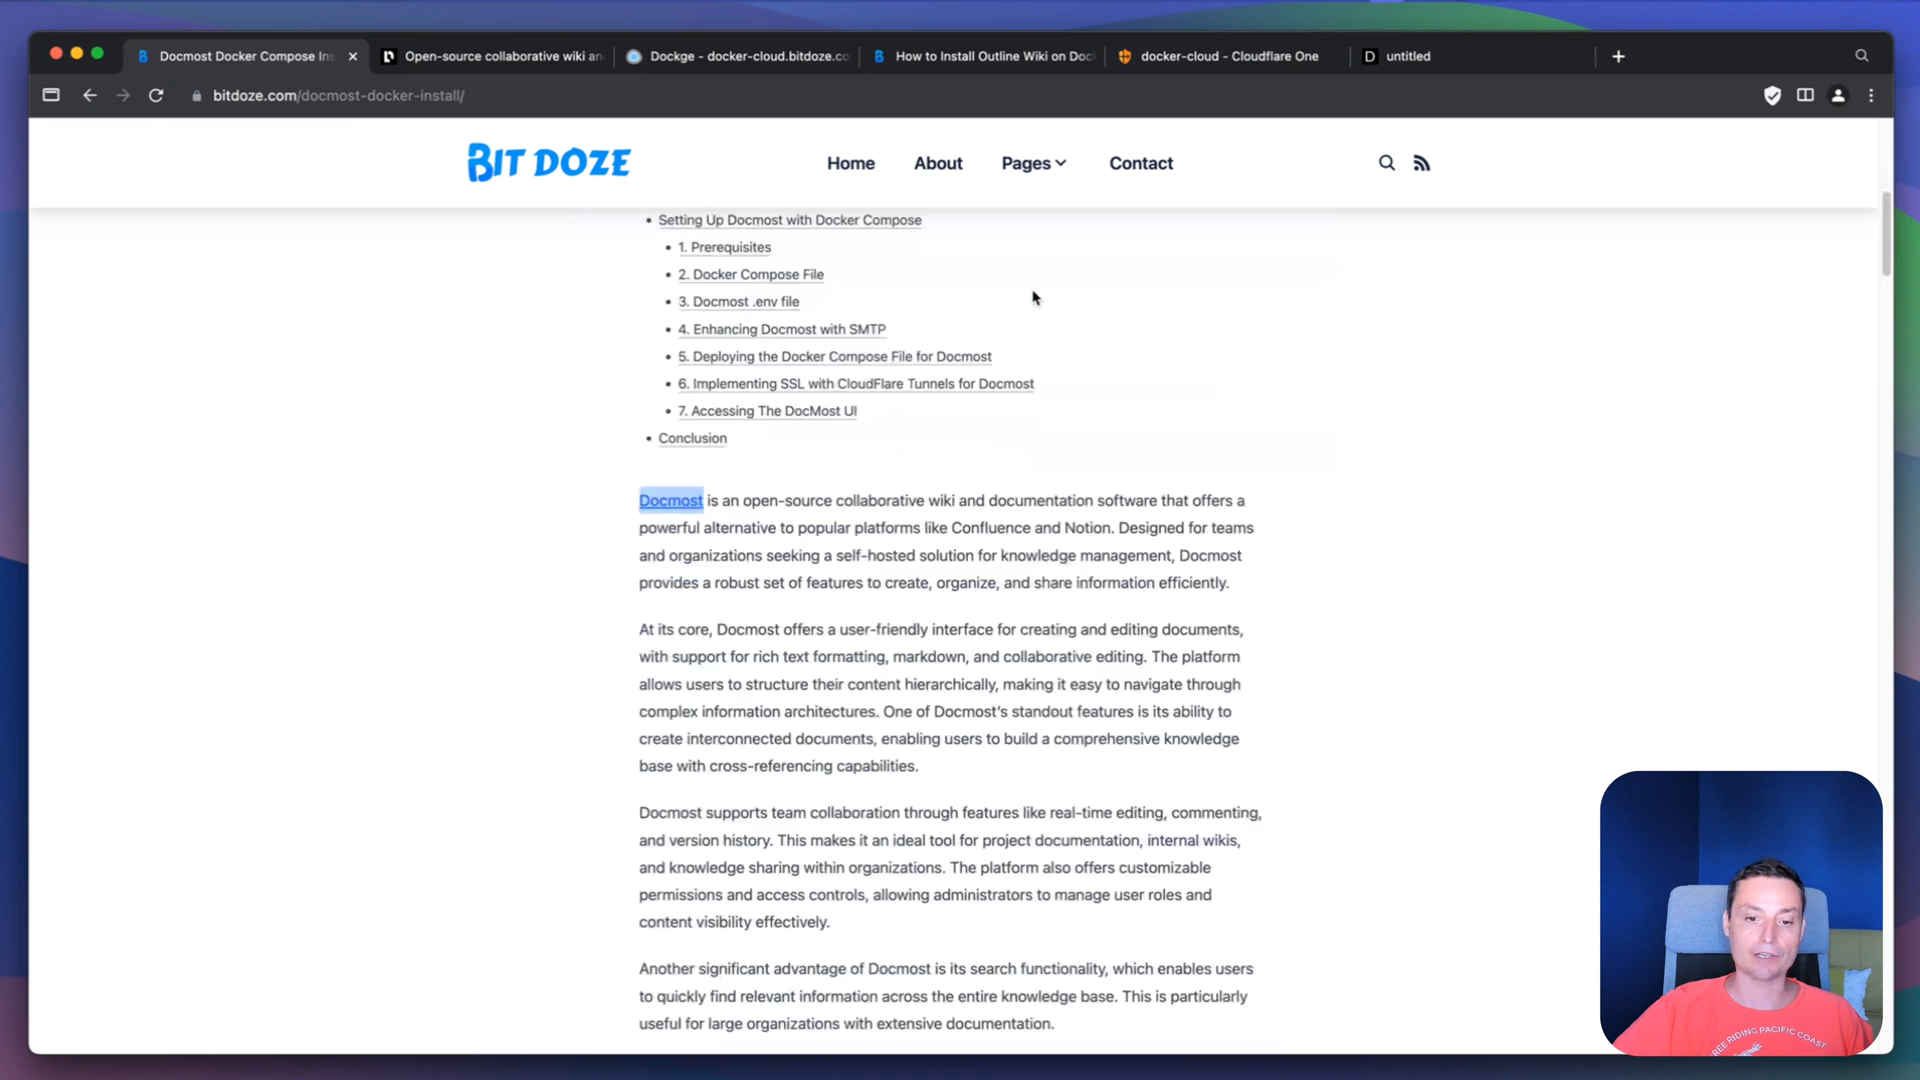 Docmost Docker Compose Ins
Open-source collaborative wiki an
Dockge - docker-cloud.bitdoze.co
How to Install Outline Wiki on Doc
docker-cloud - Cloudflare One
D untitled
bitdoze.com/docmost-docker-install/
BIT DOZE
Home
About
Pages
Contact
• Setting Up Docmost with Docker Compose
• 1. Prerequisites
• 2. Docker Compose File
• 3. Docmost .env file
• 4. Enhancing Docmost with SMTP
• 5. Deploying the Docker Compose File for Docmost
• 6. Implementing SSL with CloudFlare Tunnels for Docmost
• 7. Accessing The DocMost UI
• Conclusion
Docmost is an open-source collaborative wiki and documentation software that offers a
powerful alternative to popular platforms like Confluence and Notion. Designed for teams
and organizations seeking a self-hosted solution for knowledge management, Docmost
provides a robust set of features to create, organize, and share information efficiently.
At its core, Docmost offers a user-friendly interface for creating and editing documents,
with support for rich text formatting, markdown, and collaborative editing. The platform
allows users to structure their content hierarchically, making it easy to navigate through
complex information architectures. One of Docmost's standout features is its ability to
create interconnected documents, enabling users to build a comprehensive knowledge
base with cross-referencing capabilities.
Docmost supports team collaboration through features like real-time editing, commenting,
and version history. This makes it an ideal tool for project documentation, internal wikis,
and knowledge sharing within organizations. The platform also offers customizable
permissions and access controls, allowing administrators to manage user roles and
content visibility effectively.
Another significant advantage of Docmost is its search functionality, which enables users
to quickly find relevant information across the entire knowledge base. This is particularly
useful for large organizations with extensive documentation.
RIDING PACIFIC COAST